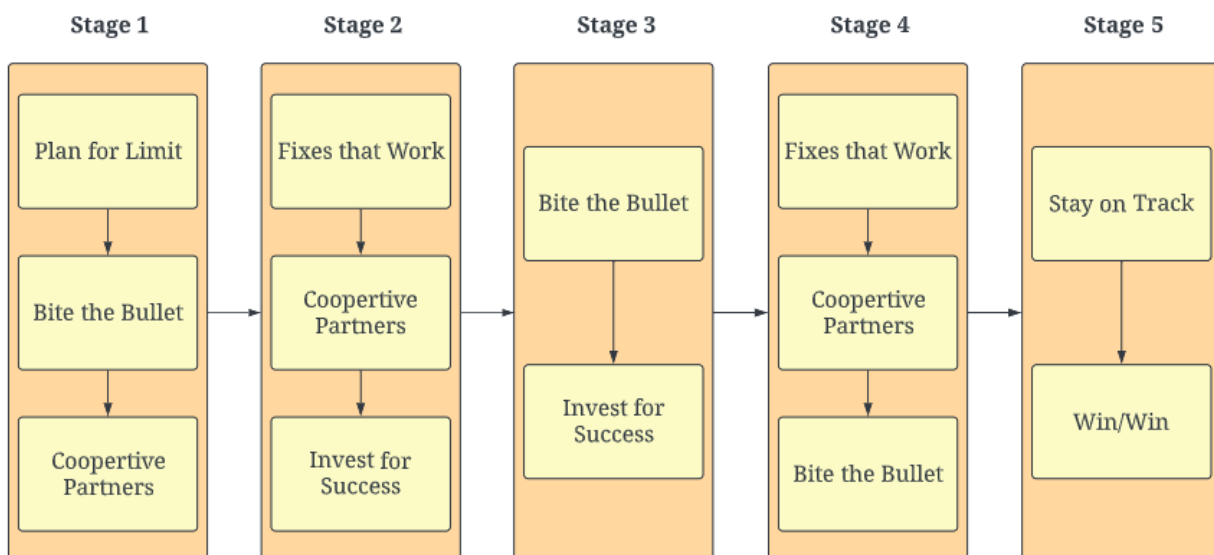 Stage 1
Stage 2
Stage 3
Stage 4
Stage 5
Plan for Limit
Bite the Bullet
Coopertive
Partners
Fixes that Work
Coopertive
Partners
Invest for
Success
Bite the Bullet
Invest for
Success
Fixes that Work
Coopertive
Partners
Bite the Bullet
Stay on Track
Win/Win